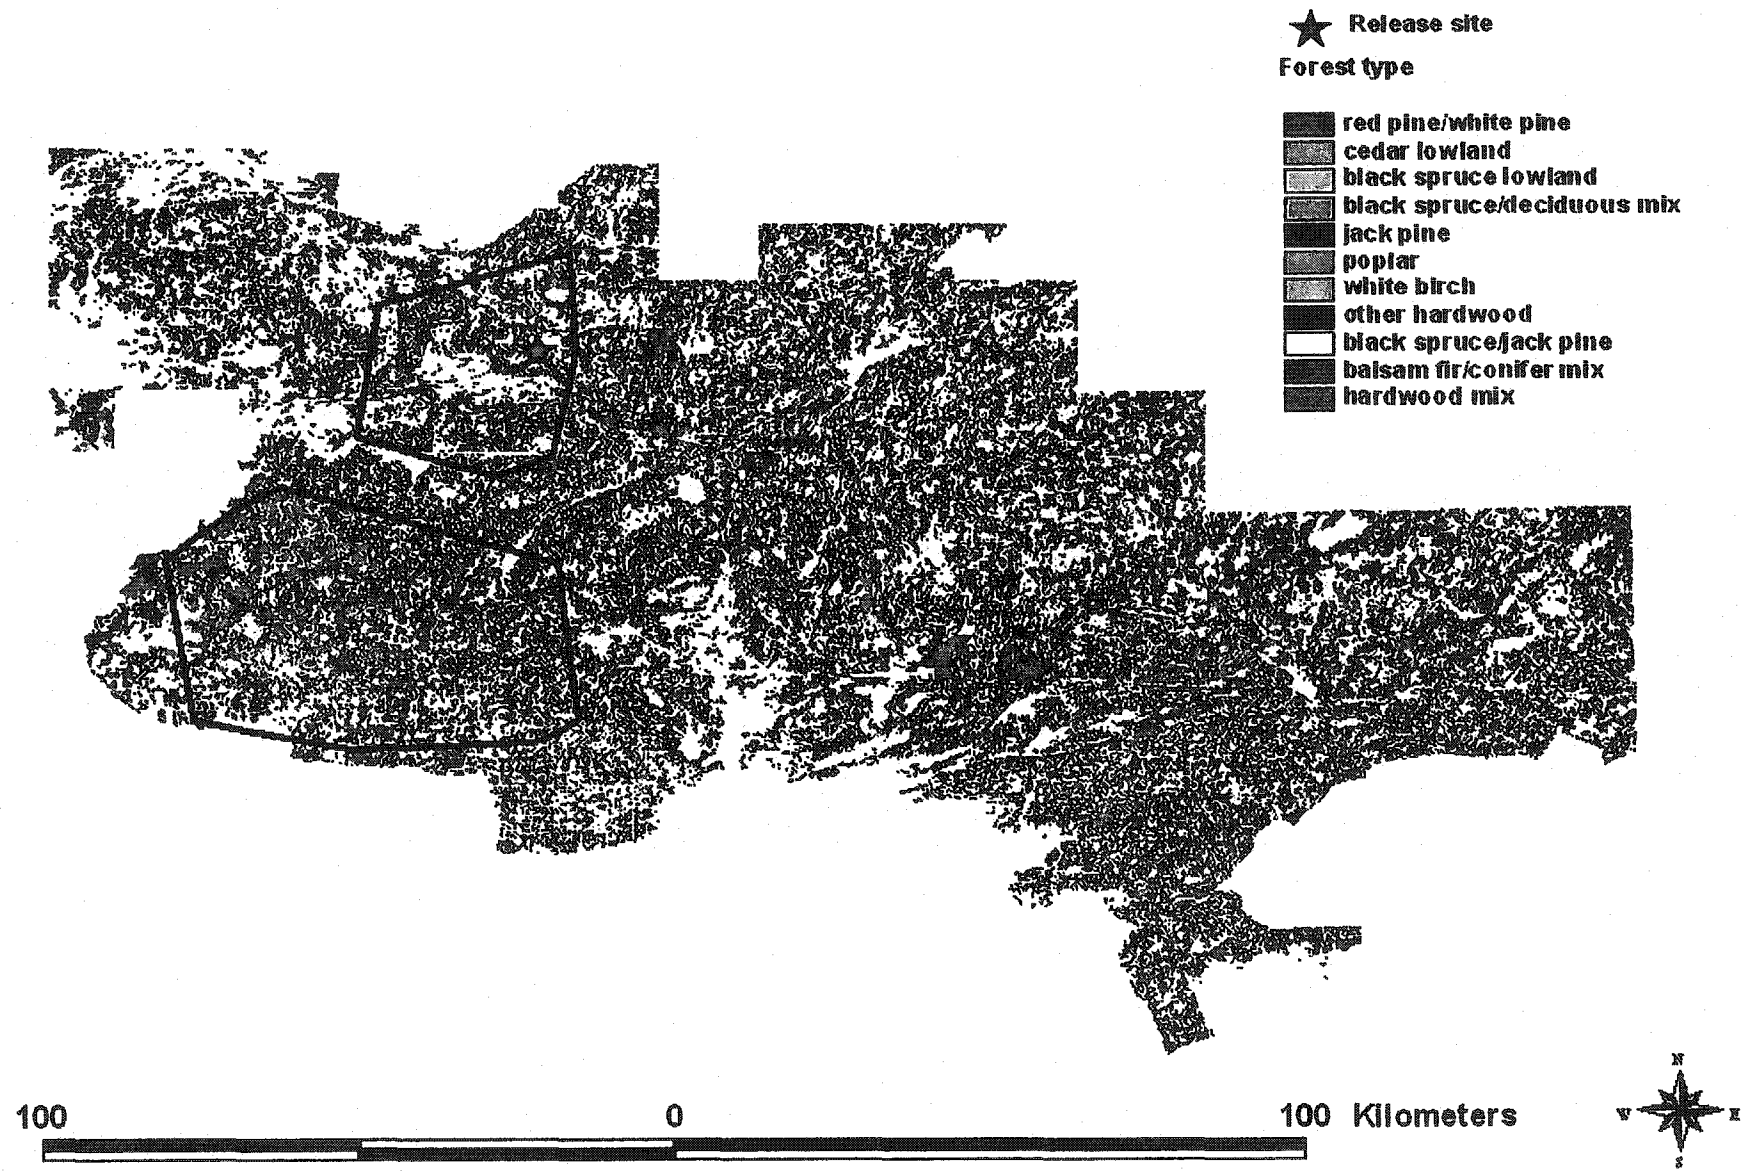 Release site
Forest type
red pine/white pine
cedar lowland
black spruce lowland
black spruce/deciduous mix
jack pine
poplar
white birch
other hardwood
black spruce/jack pine
balsam fir/conifer mix
hardwood mix
N
W E
S
100 0 100 Kilometers